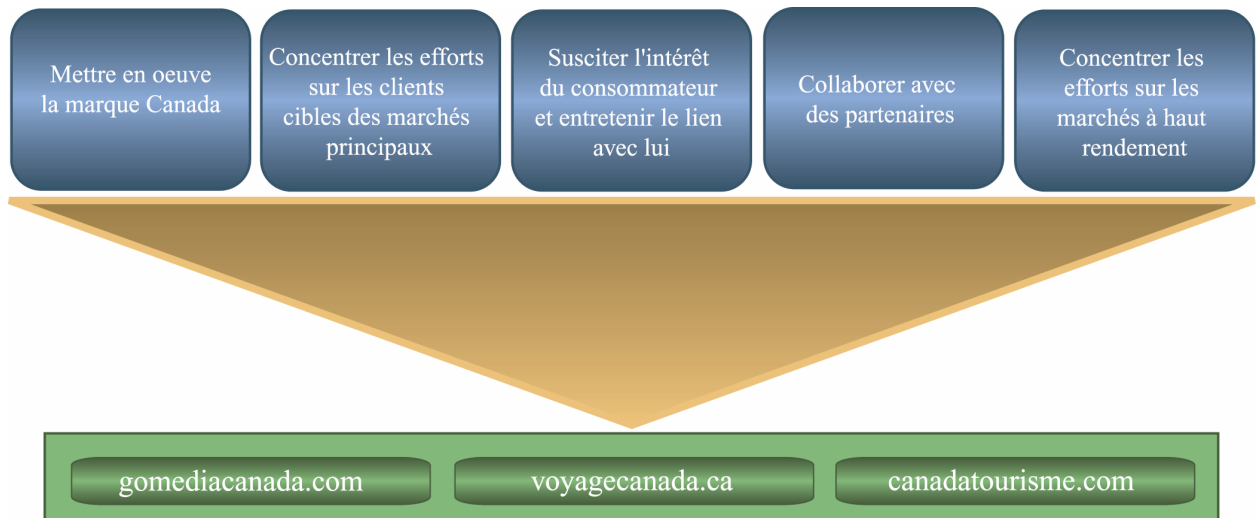 Mettre en oeuve
la marque Canada
Concentrer les efforts
sur les clients
cibles des marchés
principaux
Susciter l'intérêt
du consommateur
et entretenir le lien
avec lui
Collaborer avec
des partenaires
Concentrer les
efforts sur les
marchés à haut
rendement
gomediacanada.com
voyagecanada.ca
canadatourisme.com